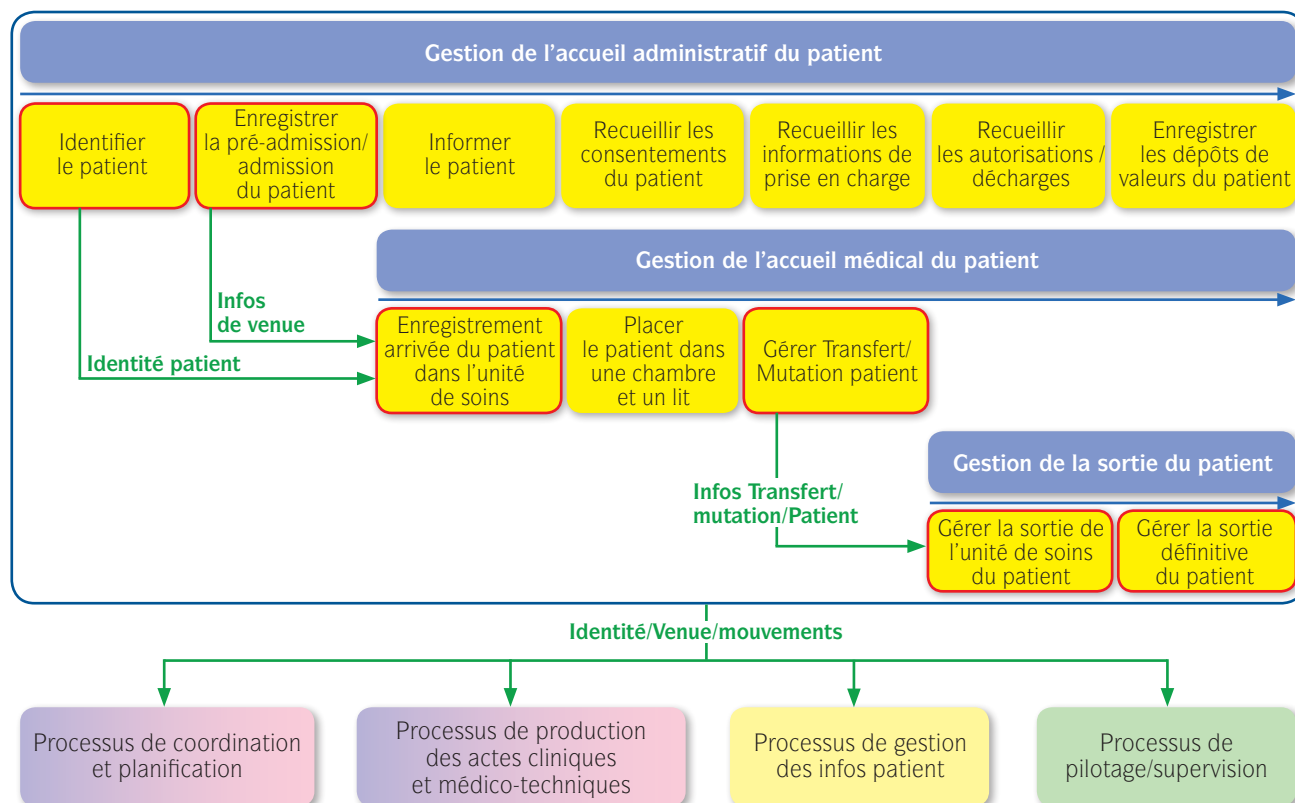 Gestion de l’accueil administratif du patient
Identifier
le patient
Enregistrer
la pré-admission/
admission
du patient
Informer
le patient
Recueillir les
consentements
du patient
Recueillir les
informations de
prise en charge
Recueillir
les autorisations /
décharges
Enregistrer
les dépôts de
valeurs du patient
Gestion de l’accueil médical du patient
Infos
de venue
Identité patient
Enregistrement
arrivée du patient
dans l’unité
de soins
Placer
le patient dans
une chambre
et un lit
Gérer Transfert/
Mutation patient
Gestion de la sortie du patient
Infos Transfert/
mutation/Patient
Gérer la sortie de
l’unité de soins
du patient
Gérer la sortie
définitive
du patient
Identité/Venue/mouvements
Processus de coordination
et planification
Processus de production
des actes cliniques
et médico-techniques
Processus de gestion
des infos patient
Processus de
pilotage/supervision